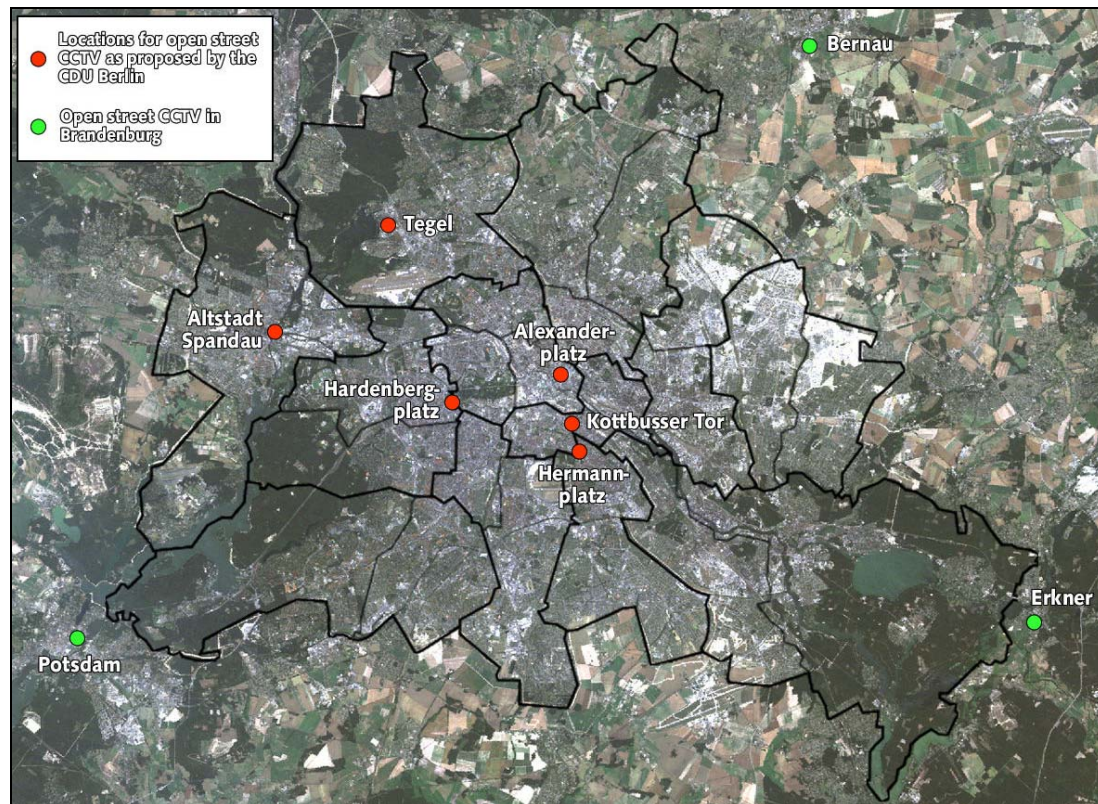 Locations for open street
CCTV as proposed by the
CDU Berlin
Open street CCTV in
Brandenburg
Bernau
Tegel
Altstadt
Spandau
Alexander-
platz
Hardenberg-
platz
Kottbusser Tor
Hermann-
platz
Erkner
Potsdam